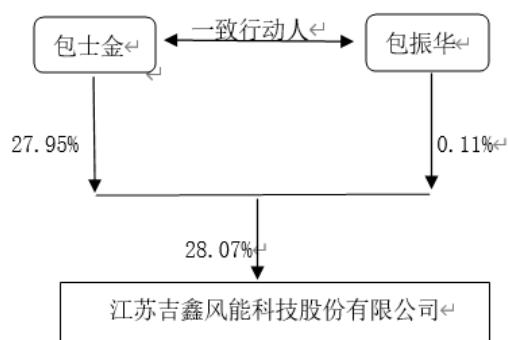 包士金
一致行动人
包振华
27.95%
0.11%
28.07%
江苏吉鑫风能科技股份有限公司